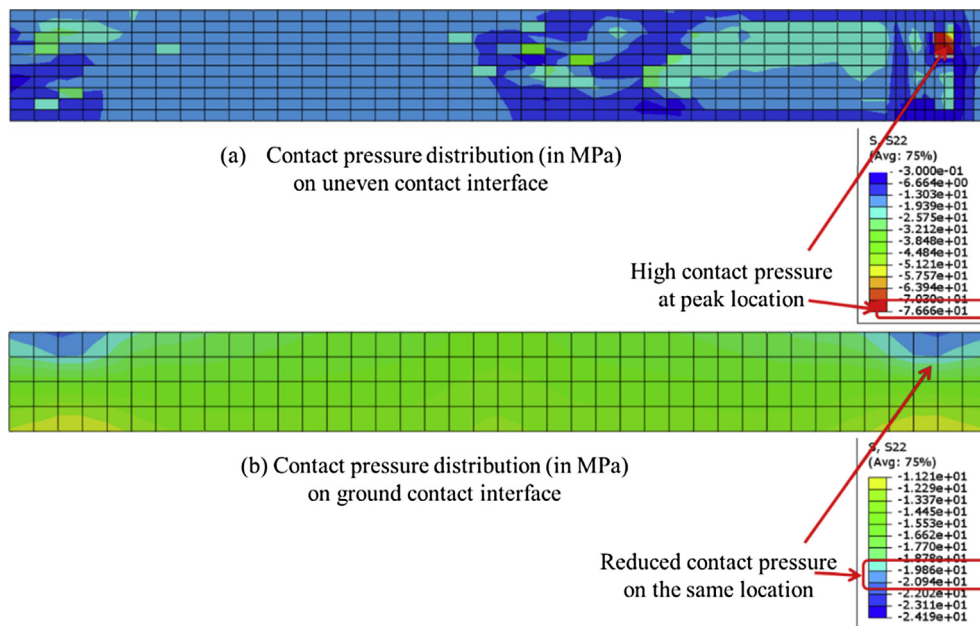 (a) Contact pressure distribution (in MPa)
on uneven contact interface
S, S22
(Avg: 75%)
-3.000e-01
-6.664e+00
-1.303e+01
-1.939e+01
-2.575e+01
-3.212e+01
-3.848e+01
-4.484e+01
-5.121e+01
-5.757e+01
-6.394e+01
-7.030e+01
-7.666e+01
High contact pressure
at peak location
(b) Contact pressure distribution (in MPa)
on ground contact interface
S, S22
(Avg: 75%)
-1.121e+01
-1.229e+01
-1.337e+01
-1.445e+01
-1.553e+01
-1.662e+01
-1.770e+01
-1.878e+01
-1.986e+01
-2.094e+01
-2.202e+01
-2.311e+01
-2.419e+01
Reduced contact pressure
on the same location